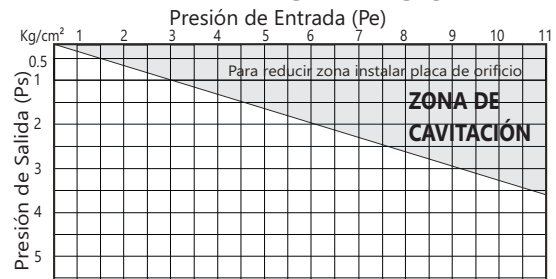 Presión de Entrada (Pe)
Kg/cm² 1 2 3 4 5 6 7 8 9 10 11
0.5
Para reducir zona instalar placa de orificio
1
ZONA DE
2
CAVITACIÓN
3
4
5
Presión de Salida (Ps)